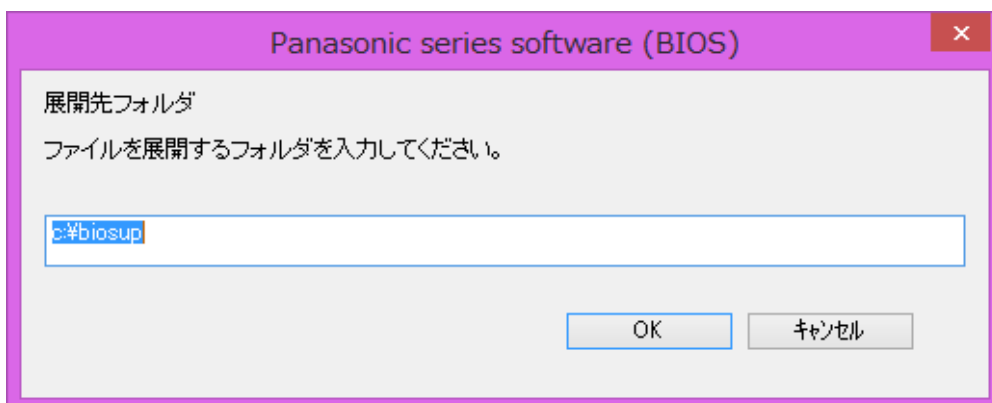 Panasonic series software (BIOS)
×
展開先フォルダ
ファイルを展開するフォルダを入力してください。
c:¥biosup
OK
ｷｬﾝｾﾙ